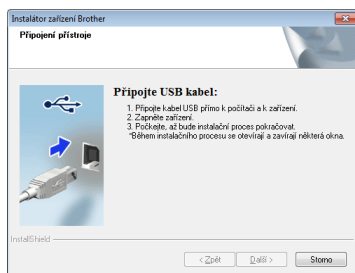 Instalátor zařízení Brother
Připojení přístroje
Připojte USB kabel:
1. Připojte kabel USB přímo k počítači a k zařízení.
2. Zapněte zařízení.
3. Počkejte, až bude instalační proces pokračovat.
*Během instalačního procesu se otevírají a zavírají některá okna.
InstallShield
< Zpět
Další >
Storno